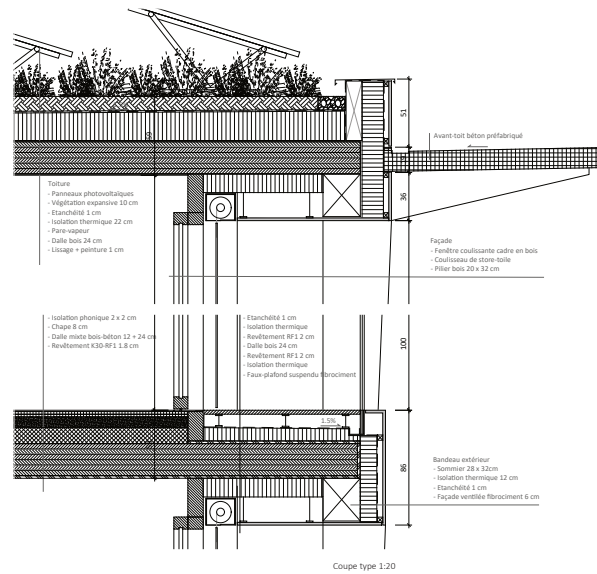 51
Avant-toit béton préfabriqué
36
Toiture
- Panneaux photovoltaïques
- Végétation expansive 10 cm
- Etanchéité 1 cm
- Isolation thermique 22 cm
- Pare-vapeur
- Dalle bois 24 cm
- Lissage + peinture 1 cm
Façade
- Fenêtre coulissante cadre en bois
- Coulisseau de store-toile
- Pilier bois 20 x 32 cm
- Isolation phonique 2 x 2 cm
- Chape 8 cm
- Dalle mixte bois-béton 12 + 24 cm
- Revêtement K30-RF1 1.8 cm
- Etanchéité 1 cm
- Isolation thermique
- Revêtement RF1 2 cm
- Dalle bois 24 cm
- Revêtement RF1 2 cm
- Isolation thermique
- Faux-plafond suspendu fibrociment
100
1.5%
86
Bandeau extérieur
- Sommier 28 x 32cm
- Isolation thermique 12 cm
- Etanchéité 1 cm
- Façade ventilée fibrociment 6 cm
Coupe type 1:20